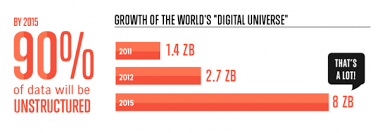 BY 2015
90%
of data will be
UNSTRUCTURED
GROWTH OF THE WORLD'S "DIGITAL UNIVERSE"
2011
1.4 ZB
2012
2.7 ZB
THAT'S
A LOT!
2015
8 ZB